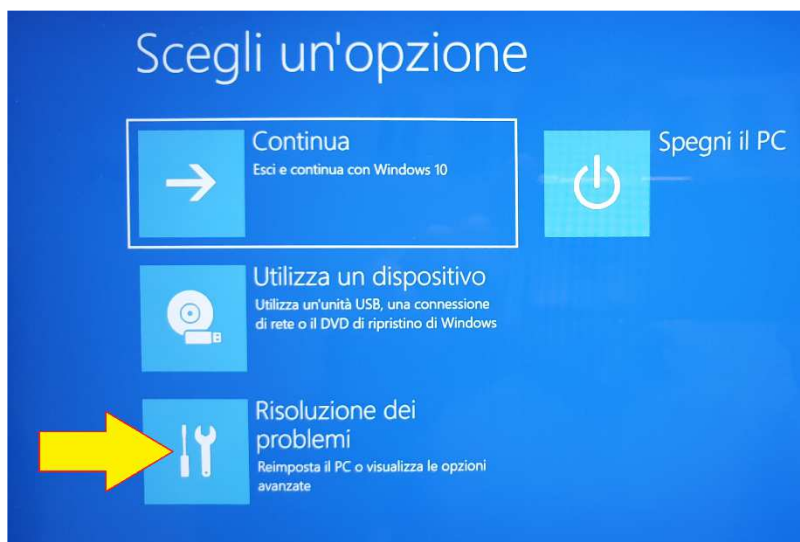 Scegli un'opzione
Continua
Esci e continua con Windows 10
Spegni il PC
Utilizza un dispositivo
Utilizza un'unità USB, una connessione
di rete o il DVD di ripristino di Windows
Risoluzione dei
problemi
Reimposta il PC o visualizza le opzioni
avanzate